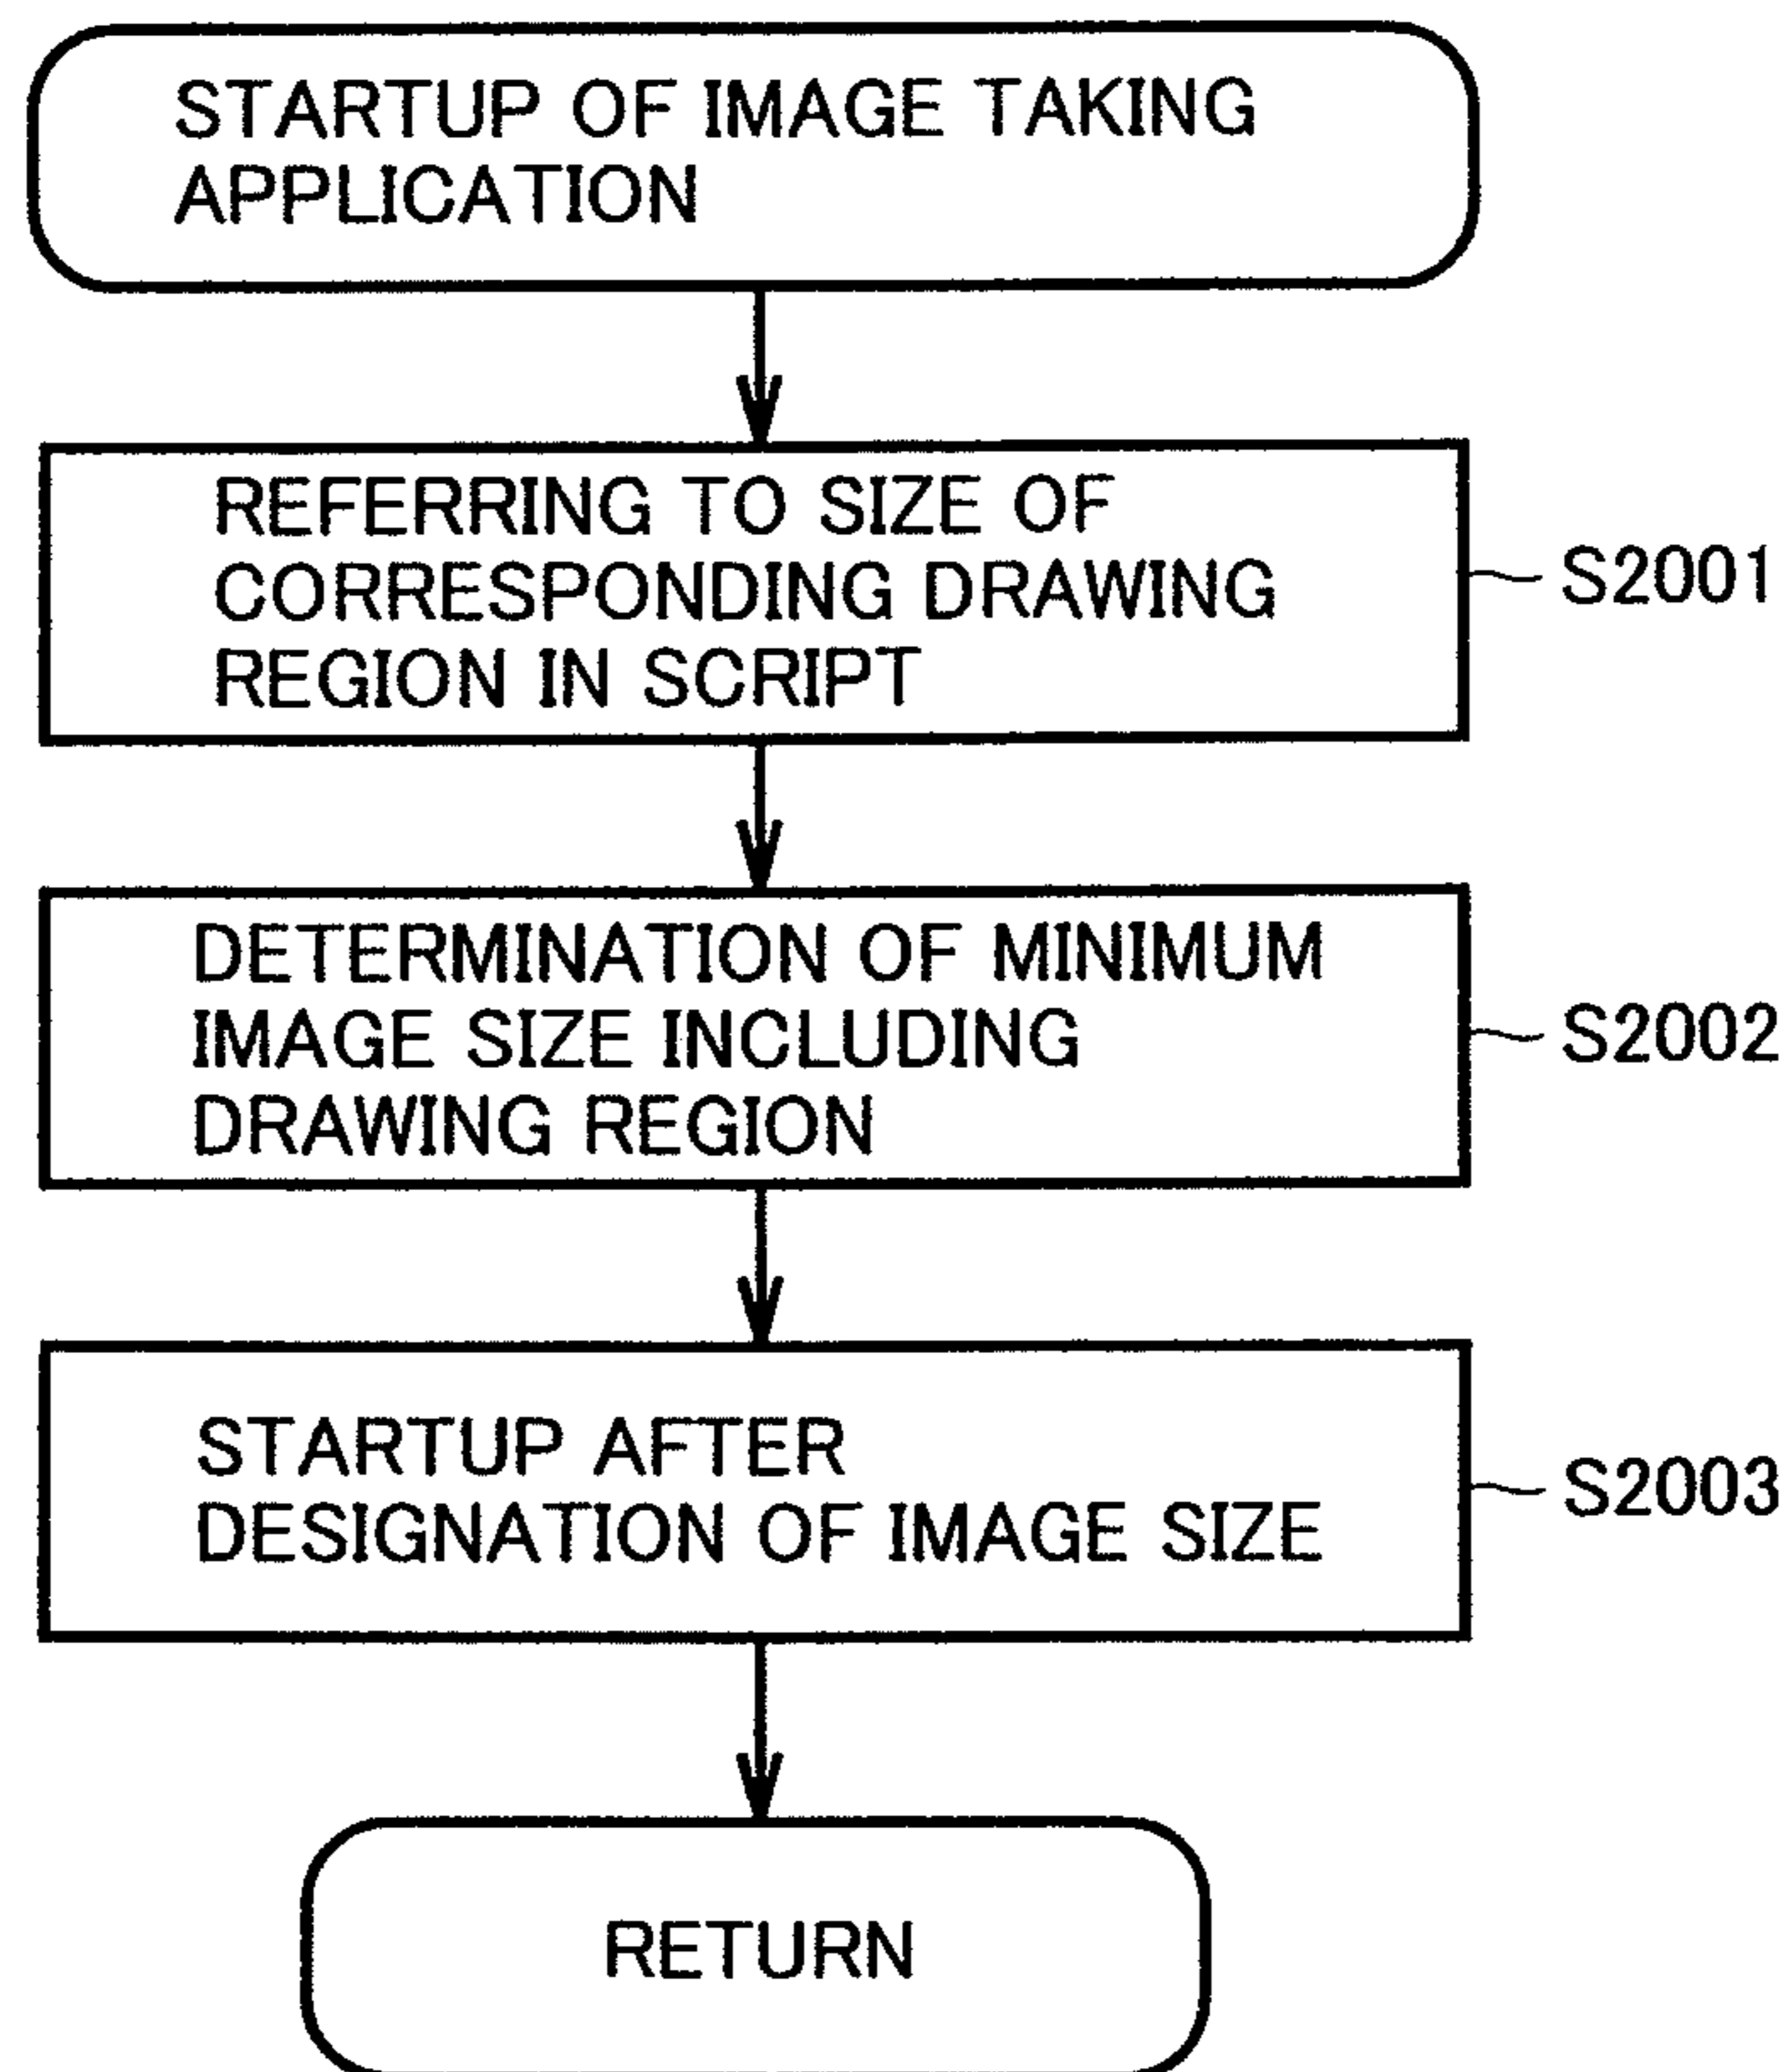 STARTUP OF IMAGE TAKING
APPLICATION
REFERRING TO SIZE OF
CORRESPONDING DRAWING
REGION IN SCRIPT
S2001
DETERMINATION OF MINIMUM
IMAGE SIZE INCLUDING
DRAWING REGION
S2002
STARTUP AFTER
DESIGNATION OF IMAGE SIZE
S2003
RETURN